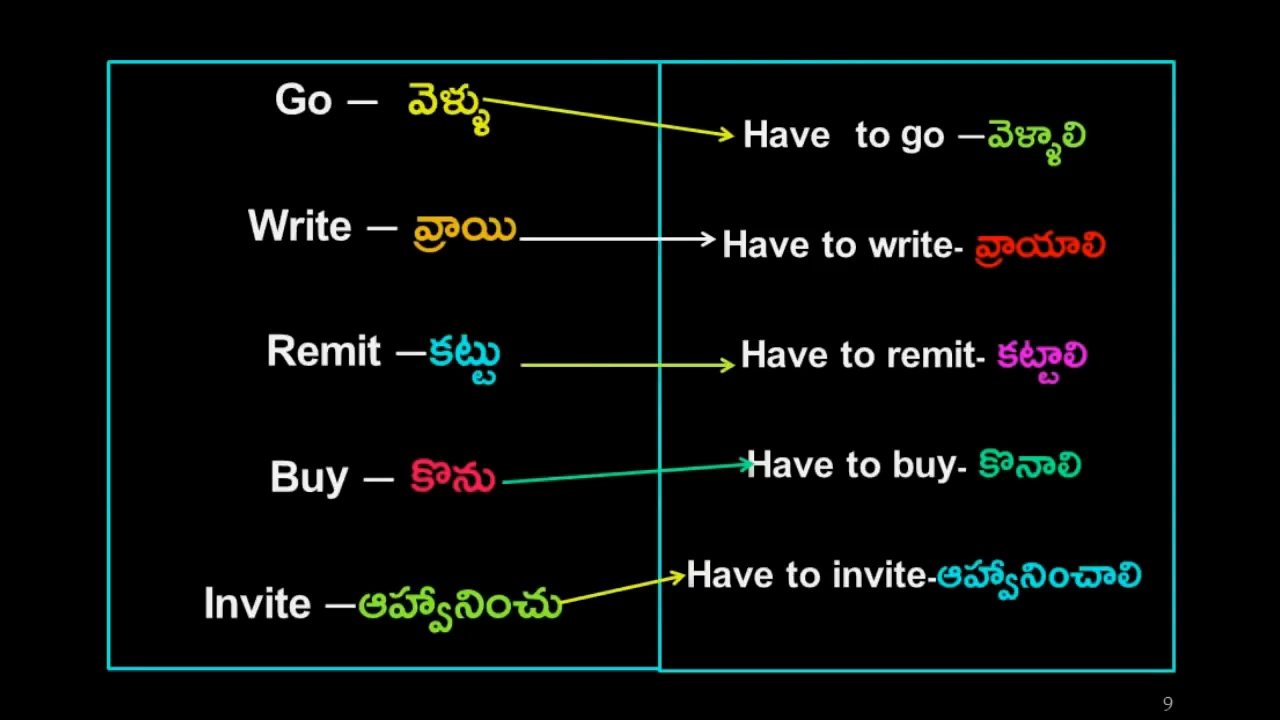 Go – వెళ్ళు
Write – వ్రాయి
Remit –కట్టు
Buy – కొను
Invite –ఆహ్వానించు
Have to go –వెళ్ళాలి
Have to write- వ్రాయాలి
Have to remit- కట్టాలి
Have to buy- కొనాలి
Have to invite-ఆహ్వానించాలి
9